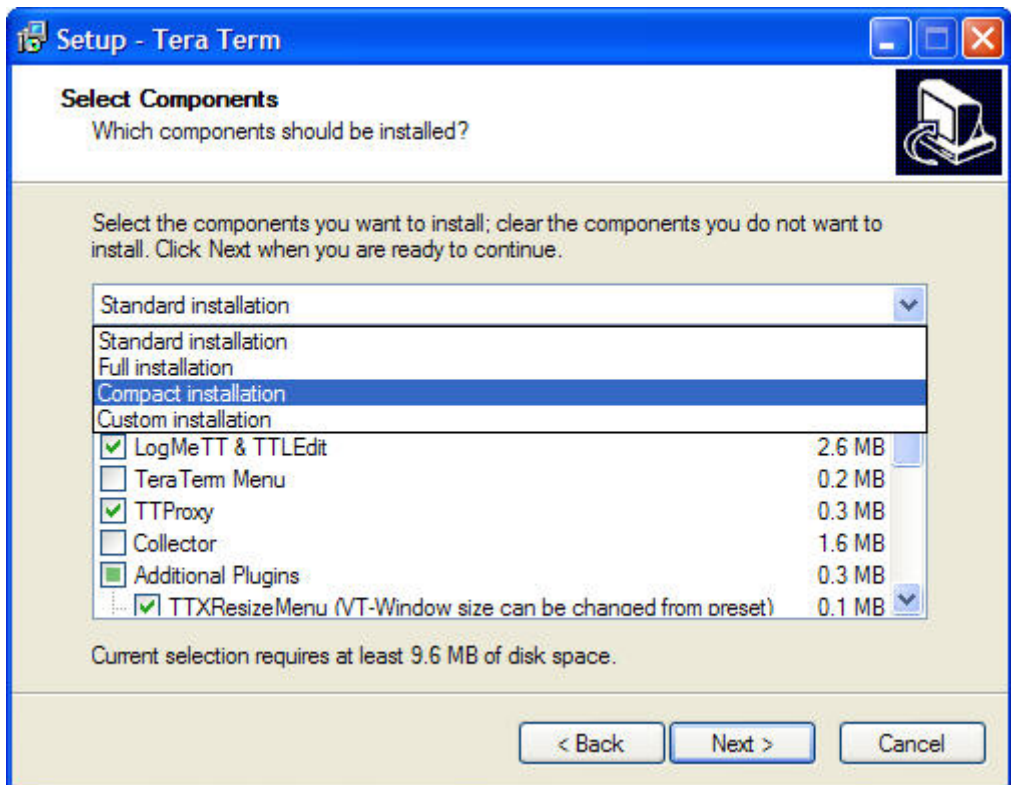 Setup - Tera Term
Select Components
Which components should be installed?
Select the components you want to install; clear the components you do not want to
install. Click Next when you are ready to continue.
Standard installation
Standard installation
Full installation
Compact installation
Custom installation
LogMeTT & TTLEdit 2.6 MB
TeraTerm Menu 0.2 MB
TTProxy 0.3 MB
Collector 1.6 MB
Additional Plugins 0.3 MB
TTXResizeMenu (VT-Window size can be changed from preset) 0.1 MB
Current selection requires at least 9.6 MB of disk space.
< Back Next > Cancel